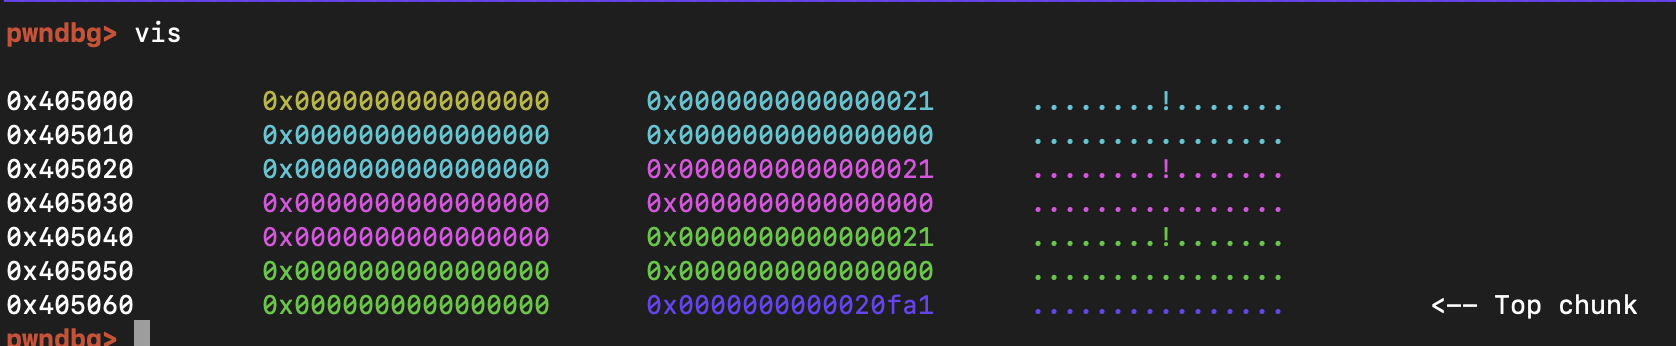 pwndbg> vis
0x405000 0x0000000000000000 0x0000000000000021 ........!.......
0x405010 0x0000000000000000 0x0000000000000000 ................
0x405020 0x0000000000000000 0x0000000000000021 ........!.......
0x405030 0x0000000000000000 0x0000000000000000 ................
0x405040 0x0000000000000000 0x0000000000000021 ........!.......
0x405050 0x0000000000000000 0x0000000000000000 ................
0x405060 0x0000000000000000 0x0000000000020fa1 ................ <-- Top chunk
pwndbg>